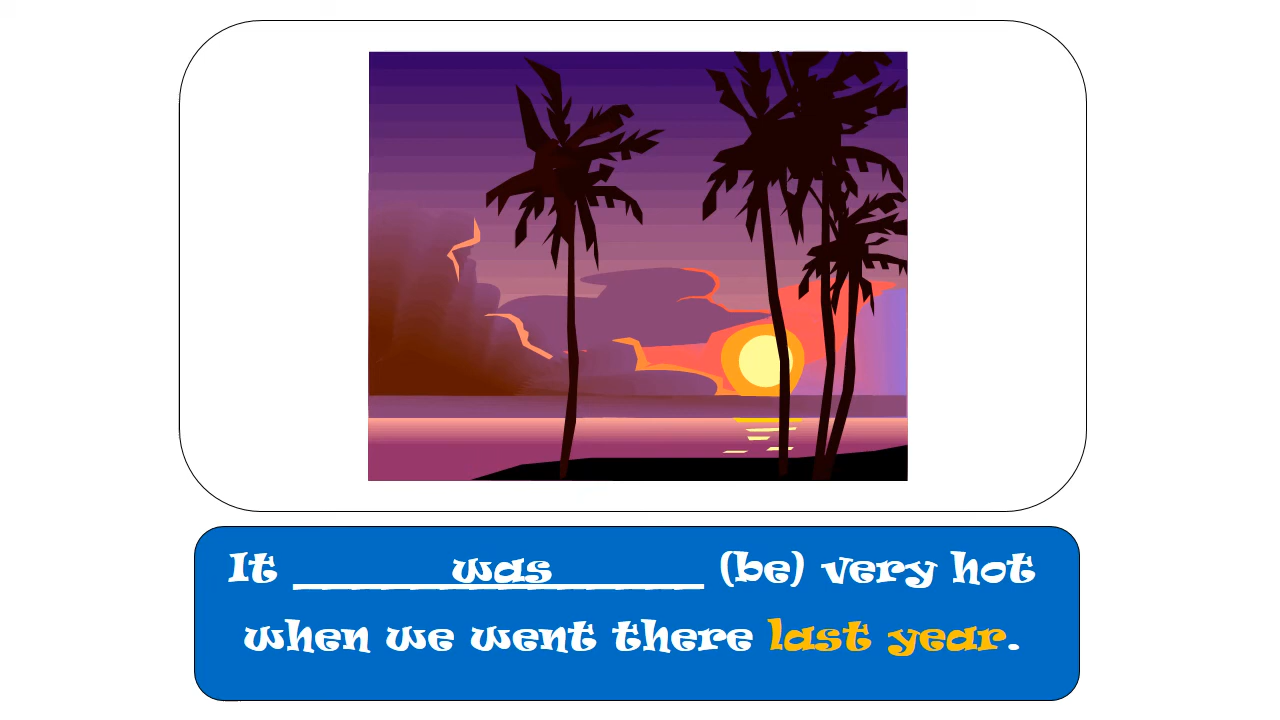 It ______was______ (be) very hot
when we went there last year.